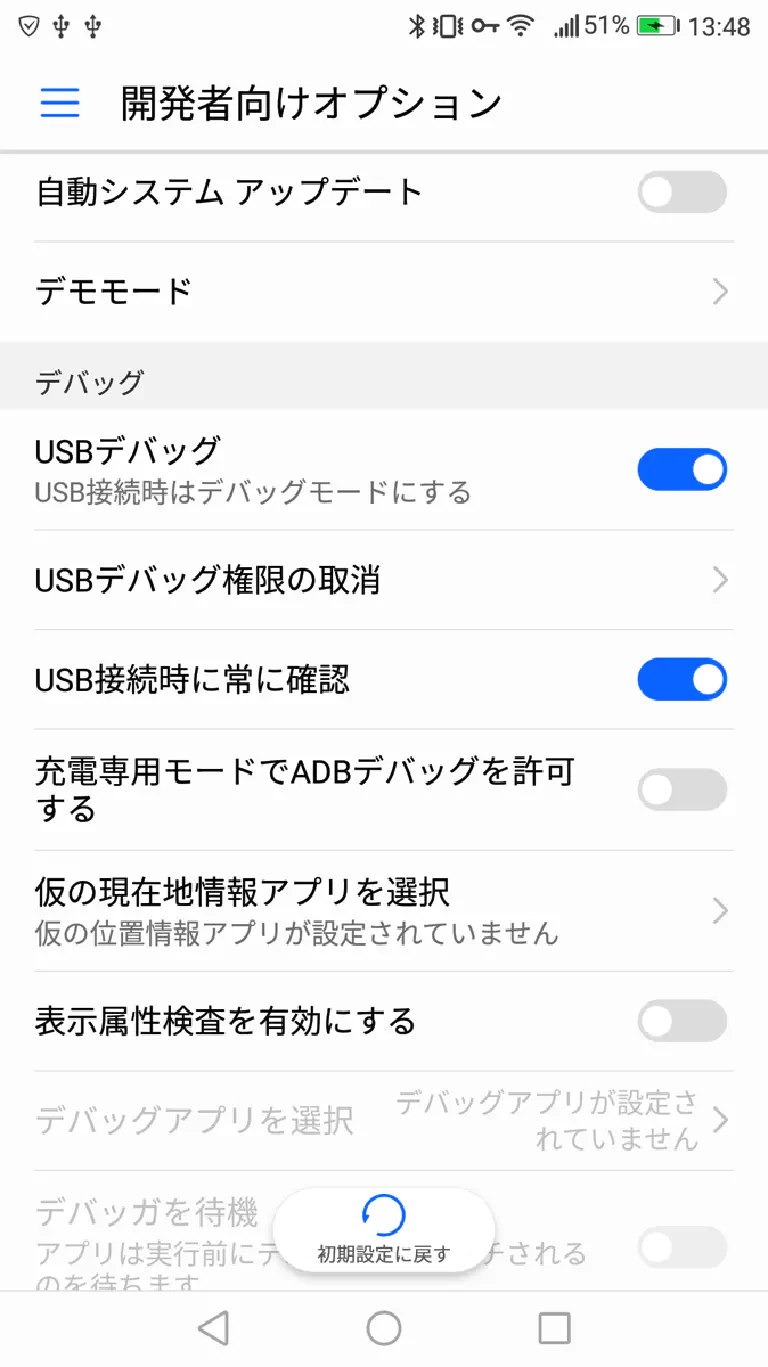 51% 13:48
開発者向けオプション
自動システム アップデート
デモモード
デバッグ
USBデバッグ
USB接続時はデバッグモードにする
USBデバッグ権限の取消
USB接続時に常に確認
充電専用モードでADBデバッグを許可
する
仮の現在地情報アプリを選択
仮の位置情報アプリが設定されていません
表示属性検査を有効にする
デバッグアプリを選択
デバッグアプリが設定さ
れていません
デバッガを待機
アプリは実行前にデ
チされる
のを待ちます
初期設定に戻す